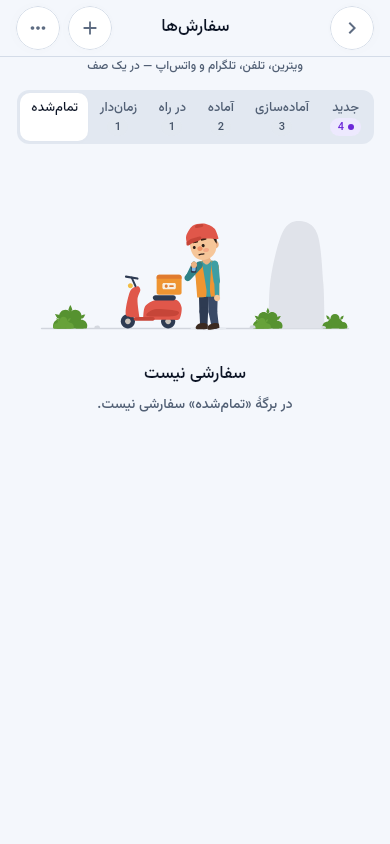 سفارش‌ها
ویترین، تلفن، تلگرام و واتس‌اپ — در یک صف
جدید آماده‌سازی آماده در راه زمان‌دار تمام‌شده
4 3 2 1 1
سفارشی نیست
در برگهٔ «تمام‌شده» سفارشی نیست.